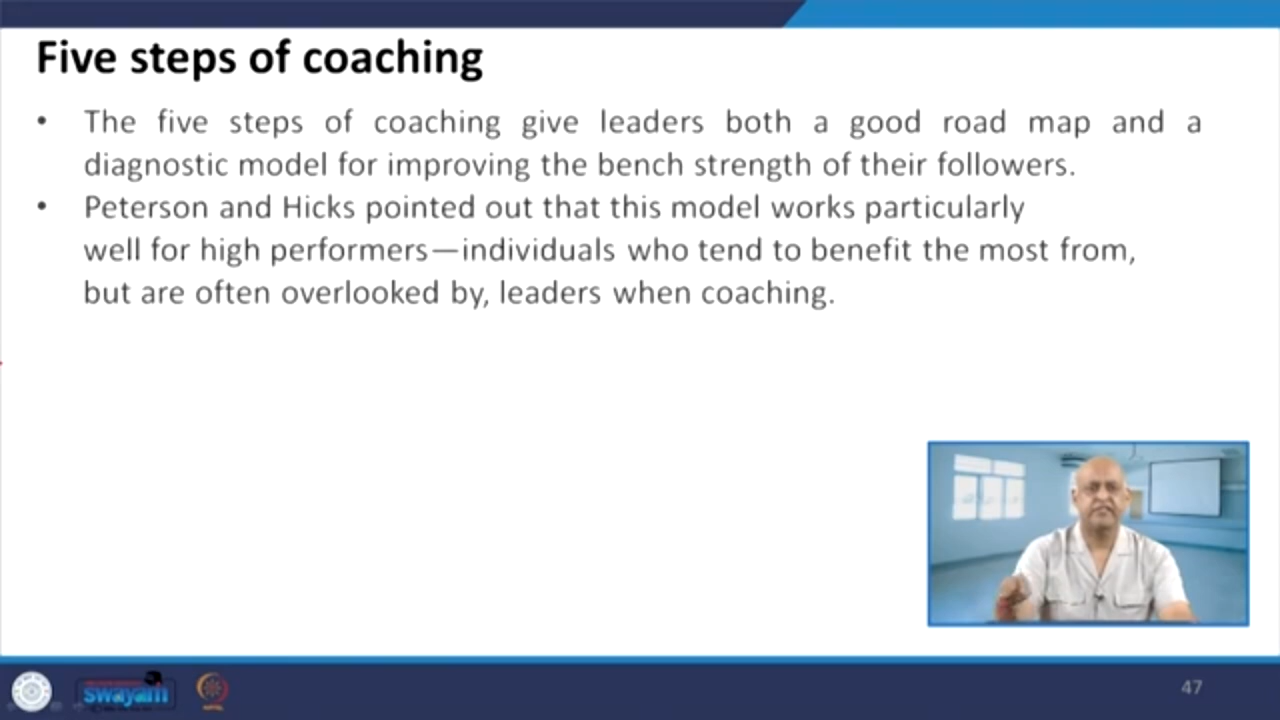 Five steps of coaching
• The five steps of coaching give leaders both a good road map and a
diagnostic model for improving the bench strength of their followers.
• Peterson and Hicks pointed out that this model works particularly
well for high performers—individuals who tend to benefit the most from,
but are often overlooked by, leaders when coaching.
swayam
47